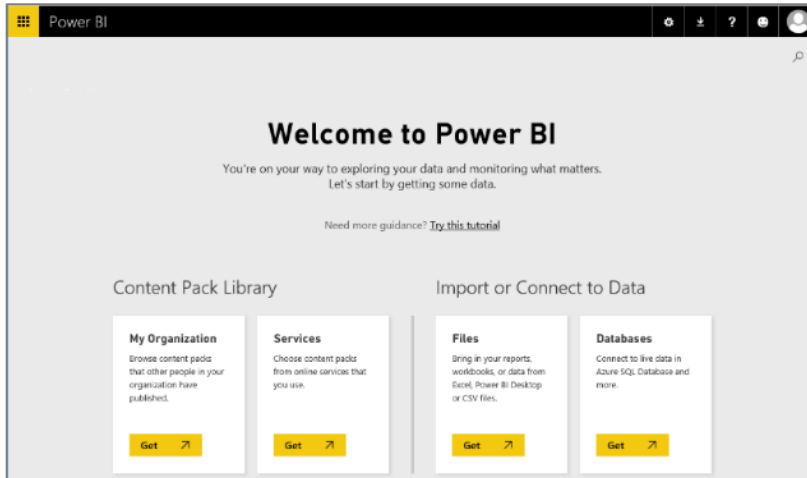 Power BI
?
Welcome to Power BI
You're on your way to exploring your data and monitoring what matters.
Let's start by getting some data.
Need more guidance? Try this tutorial
Content Pack Library
Import or Connect to Data
My Organization
Browse content packs
that other people in your
organization have
published.
Get
Services
Choose content packs
from online services that
you use.
Get
Files
Bring in your reports,
workbooks, or data from
Excel, Power BI Desktop
or CSV files.
Get
Databases
Connect to live data in
Azure SQL Database and
more.
Get